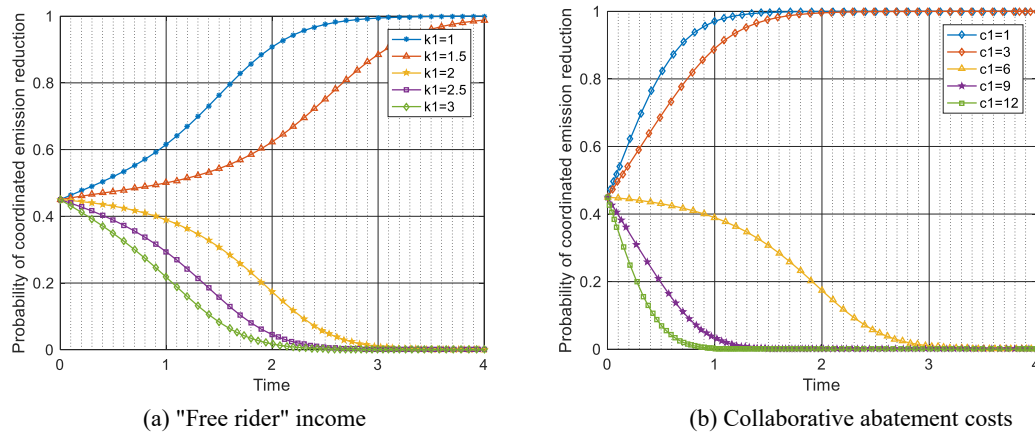 Probability of coordinated emission reduction
1
0.8
0.6
0.4
0.2
0
0
1
2
3
4
Time
k1=1
k1=1.5
k1=2
k1=2.5
k1=3
(a) "Free rider" income
Probability of coordinated emission reduction
1
0.8
0.6
0.4
0.2
0
0
1
2
3
4
Time
c1=1
c1=3
c1=6
c1=9
c1=12
(b) Collaborative abatement costs